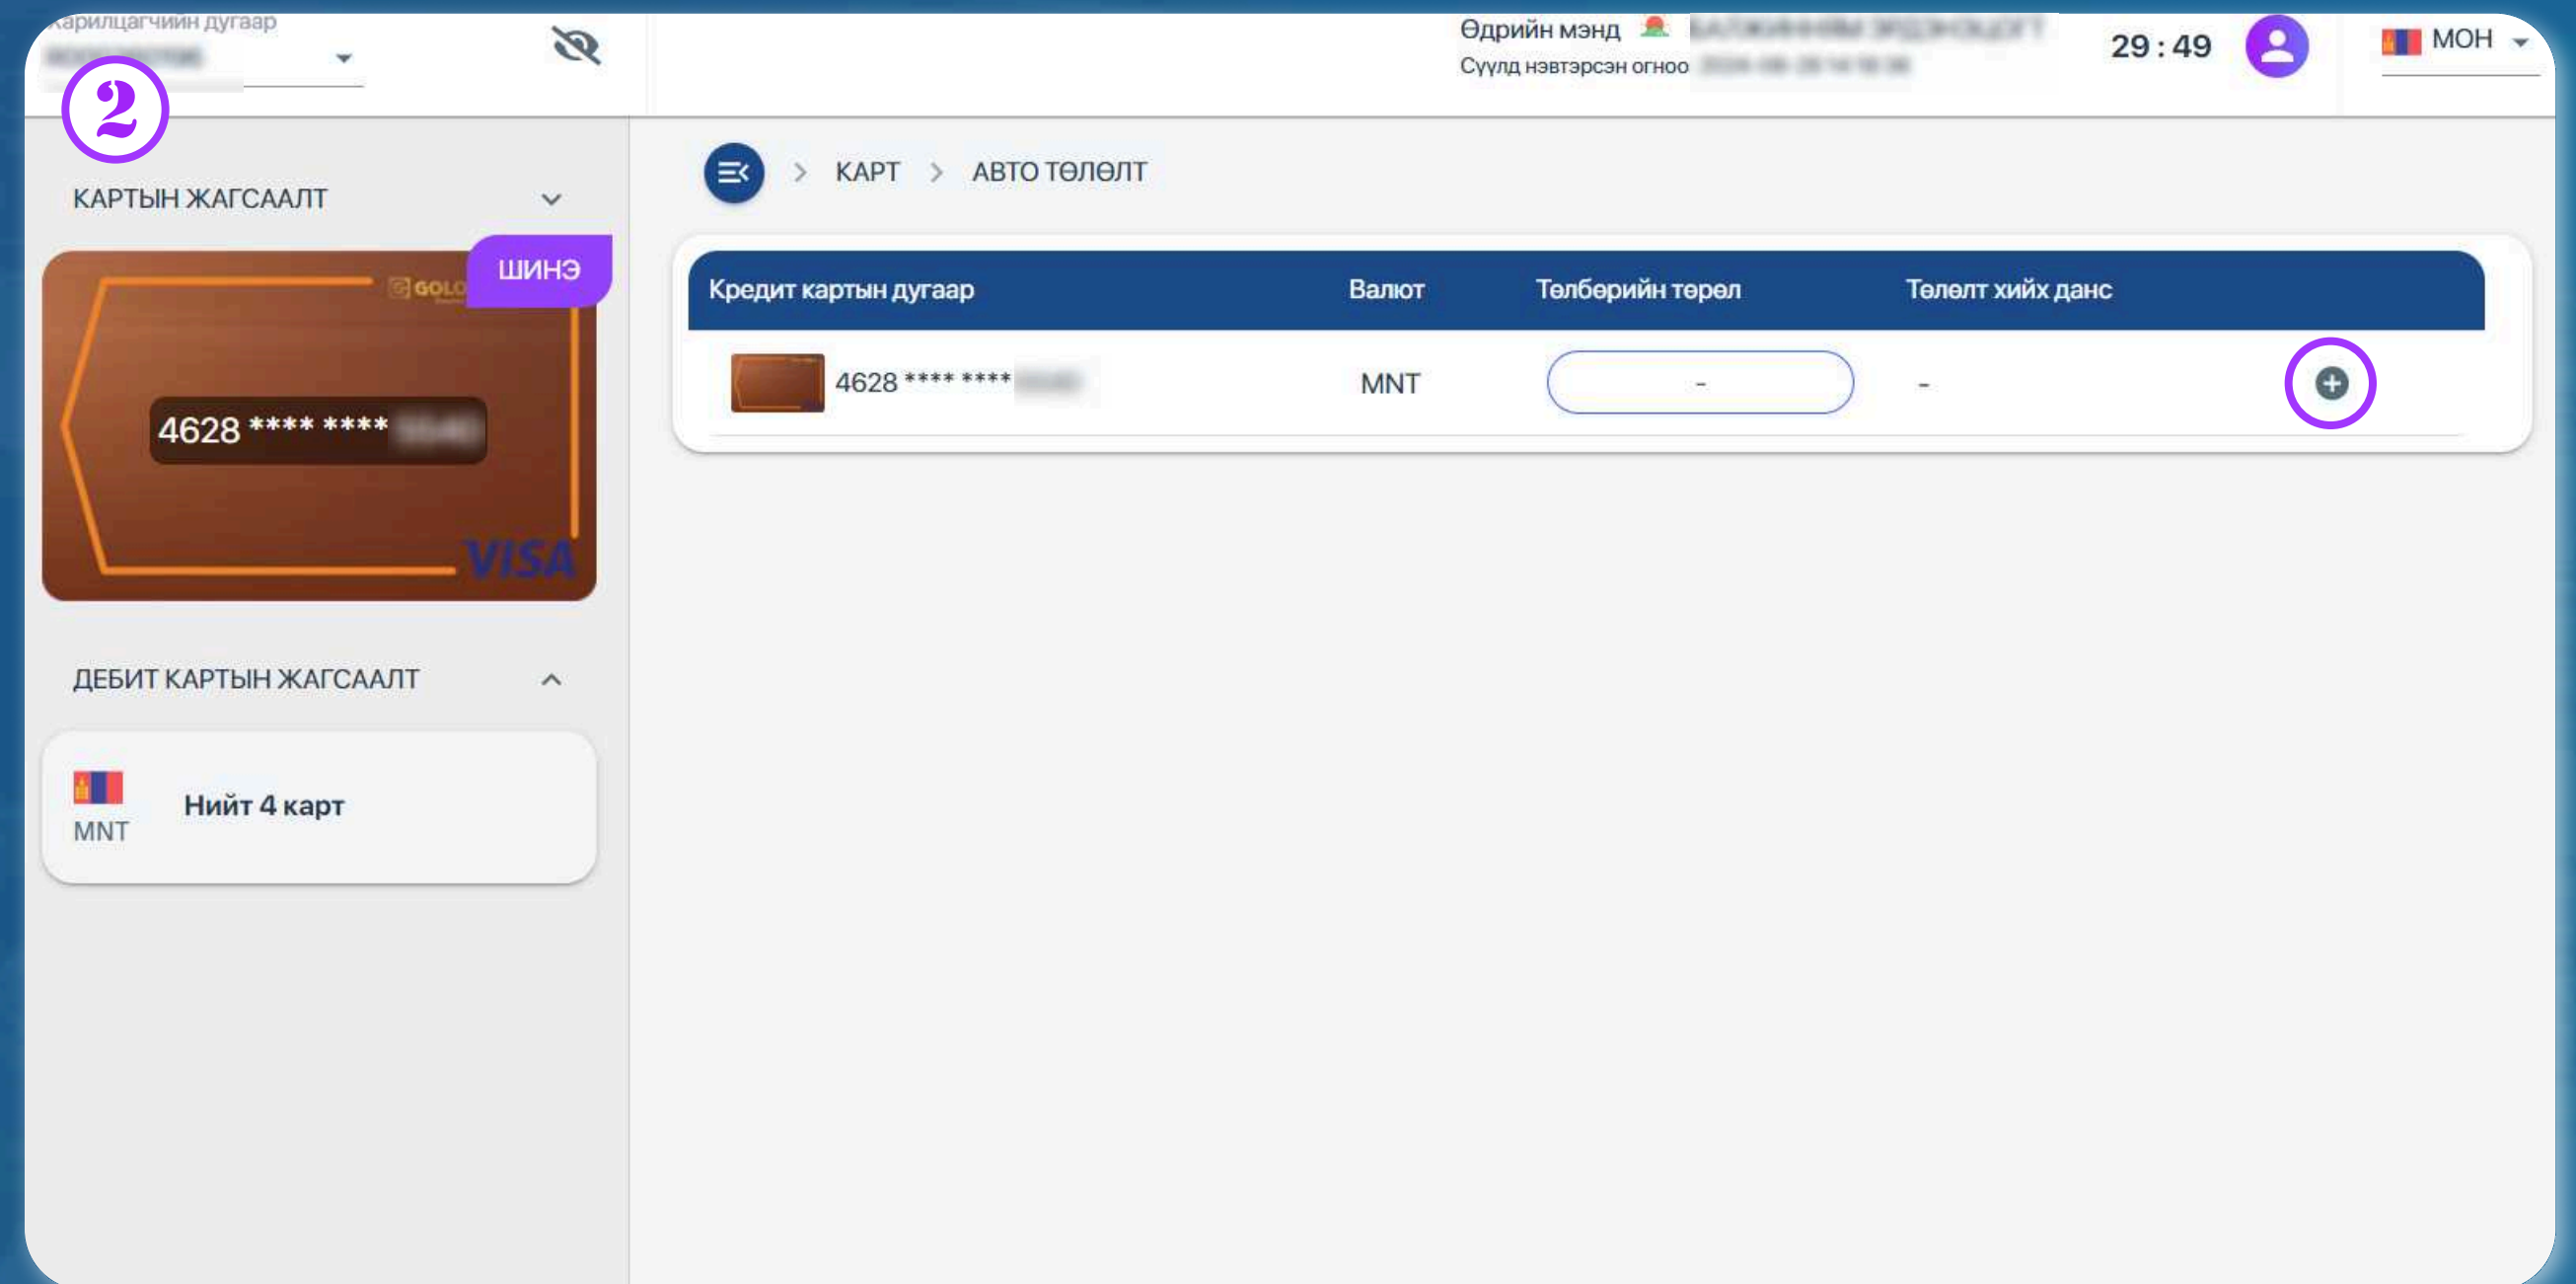 Харилцагчийн дугаар
Өдрийн мэнд
Сүүлд нэвтэрсэн огноо
29 : 49
МОН
2
КАРТЫН ЖАГСААЛТ
ШИНЭ
4628 **** ****
VISA
ДЕБИТ КАРТЫН ЖАГСААЛТ
MNT
Нийт 4 карт
> КАРТ > АВТО ТӨЛӨЛТ
Кредит картын дугаар Валют Төлбөрийн төрөл Төлөлт хийх данс
4628 **** **** MNT - -